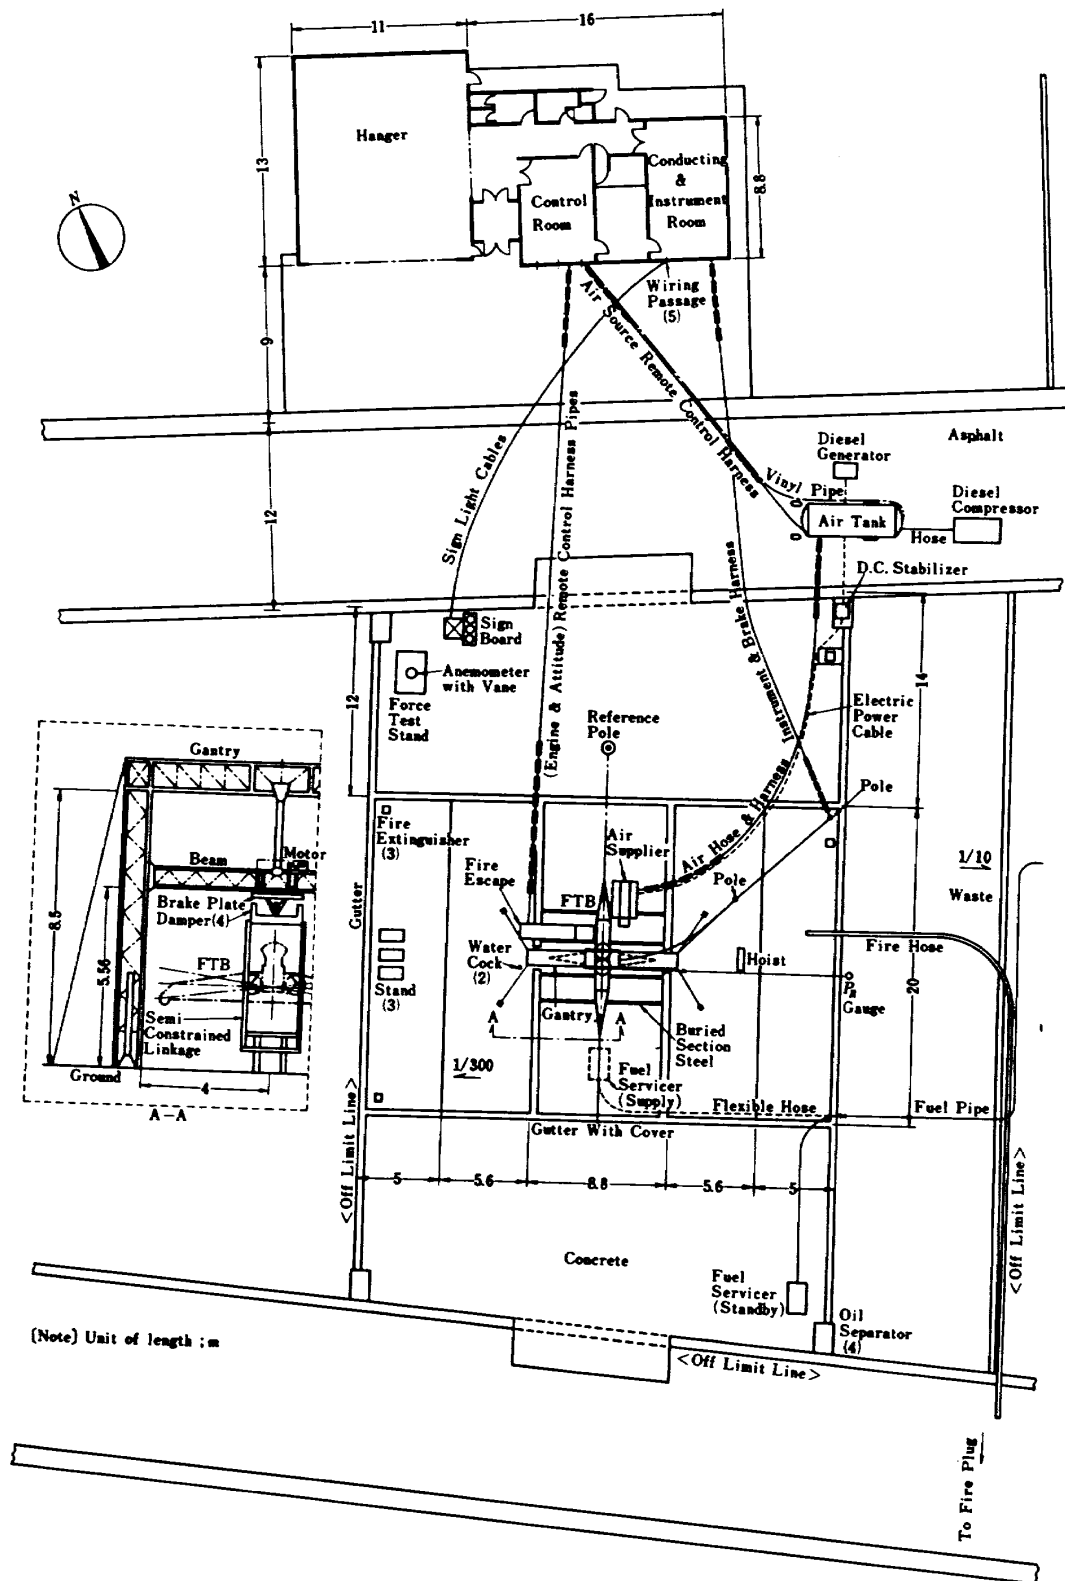 11
16
Hanger
13
Conducting
&
Instrument
Room
8.8
Control
Room
N
Wiring
Passage
(5)
Air Source Remote Control Harness
9
Asphalt
Diesel
Generator
Vinyl Pipe
Diesel
Compressor
Air Tank
Hose
12
Sign Light Cables
(Engine & Attitude) Remote Control Harness Pipes
Instrument & Brake Harness
D.C. Stabilizer
Sign
Board
Anemometer
with Vane
Force
Test
Stand
12
14
Reference
Pole
Electric
Power
Cable
Gantry
Pole
Fire
Extinguisher
(3)
Air
Supplier
Air Hose & Harness
Beam
Motor
1/10
Fire
Escape
Pole
8.5
Brake Plate
Damper(4)
FTB
Waste
Gutter
Fire Hose
Water
Cock
(2)
Hoist
5.56
FTB
Stand
(3)
P
Gauge
20
Semi
Constrained
Linkage
A
A
Gantry
Buried
Section
Steel
1/300
Ground
4
Fuel
Servicer
(Supply)
A-A
Flexible Hose
Fuel Pipe
Gutter With Cover
<Off Limit Line>
5
5.6
8.8
5.6
5
<Off Limit Line>
Concrete
Fuel
Servicer
(Standby)
Oil
Separator
(4)
(Note) Unit of length ; m
<Off Limit Line>
To Fire Plug